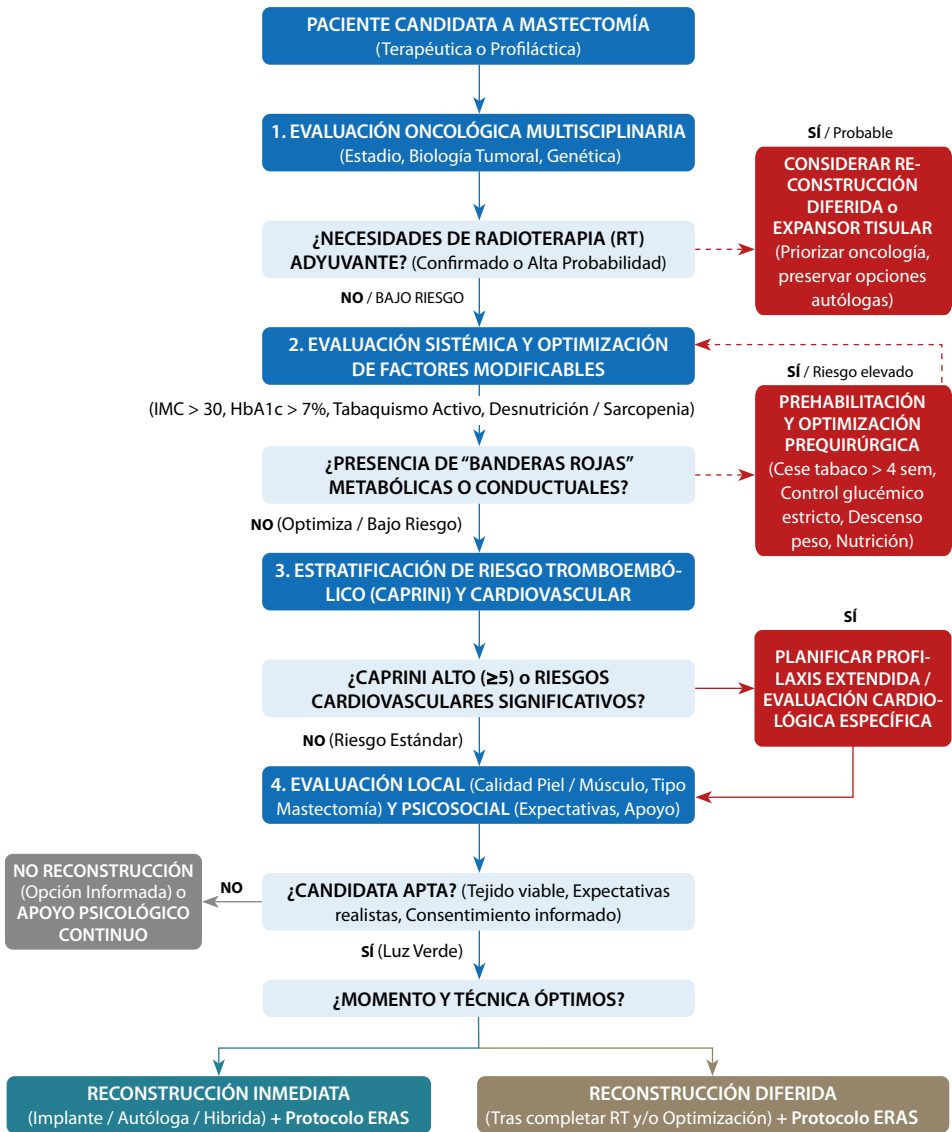 PACIENTE CANDIDATA A MASTECTOMÍA
(Terapéutica o Profiláctica)
1. EVALUACIÓN ONCOLÓGICA MULTISCIPLINARIA
(Estadio, Biología Tumoral, Genética)
¿NECESIDADES DE RADIOTERAPIA (RT)
ADYUVANTE? (Confirmado o Alta Probabilidad)
SÍ / Probable
CONSIDERAR RE-
CONSTRUCCIÓN
DIFERIDA o
EXPANSOR TISULAR
(Priorizar oncología,
preservar opciones
autólogas)
NO / BAJO RIESGO
2. EVALUACIÓN SISTÉMICA Y OPTIMIZACIÓN
DE FACTORES MODIFICABLES
(IMC > 30, HbA1c > 7%, Tabaquismo Activo, Desnutrición / Sarcopenia)
¿PRESENCIA DE “BANDERAS ROJAS”
METABÓLICAS O CONDUCTUALES?
SÍ / Riesgo elevado
PREHABILITACIÓN
Y OPTIMIZACIÓN
PREQUIRÚRGICA
(Cese tabaco > 4 sem,
Control glucémico
estricto, Descenso
peso, Nutrición)
NO (Optimiza / Bajo Riesgo)
3. ESTRATIFICACIÓN DE RIESGO TROMBOEMBÓ-
LICO (CAPRINI) Y CARDIOVASCULAR
¿CAPRINI ALTO (≥5) o RIESGOS
CARDIOVASCULARES SIGNIFICATIVOS?
SÍ
PLANIFICAR PROFI-
LAXIS EXTENDIDA /
EVALUACIÓN CARDIO-
LÓGICA ESPECÍFICA
NO (Riesgo Estándar)
4. EVALUACIÓN LOCAL (Calidad Piel / Músculo, Tipo
Mastectomía) Y PSICOSOCIAL (Expectativas, Apoyo)
¿CANDIDATA APTA? (Tejido viable, Expectativas
realistas, Consentimiento informado)
NO
NO RECONSTRUCCIÓN
(Opción Informada) o
APOYO PSICOLÓGICO
CONTINUO
SÍ (Luz Verde)
¿MOMENTO Y TÉCNICA ÓPTIMOS?
RECONSTRUCCIÓN INMEDIATA
(Implante / Autóloga / Hibrida) + Protocolo ERAS
RECONSTRUCCIÓN DIFERIDA
(Tras completar RT y/o Optimización) + Protocolo ERAS